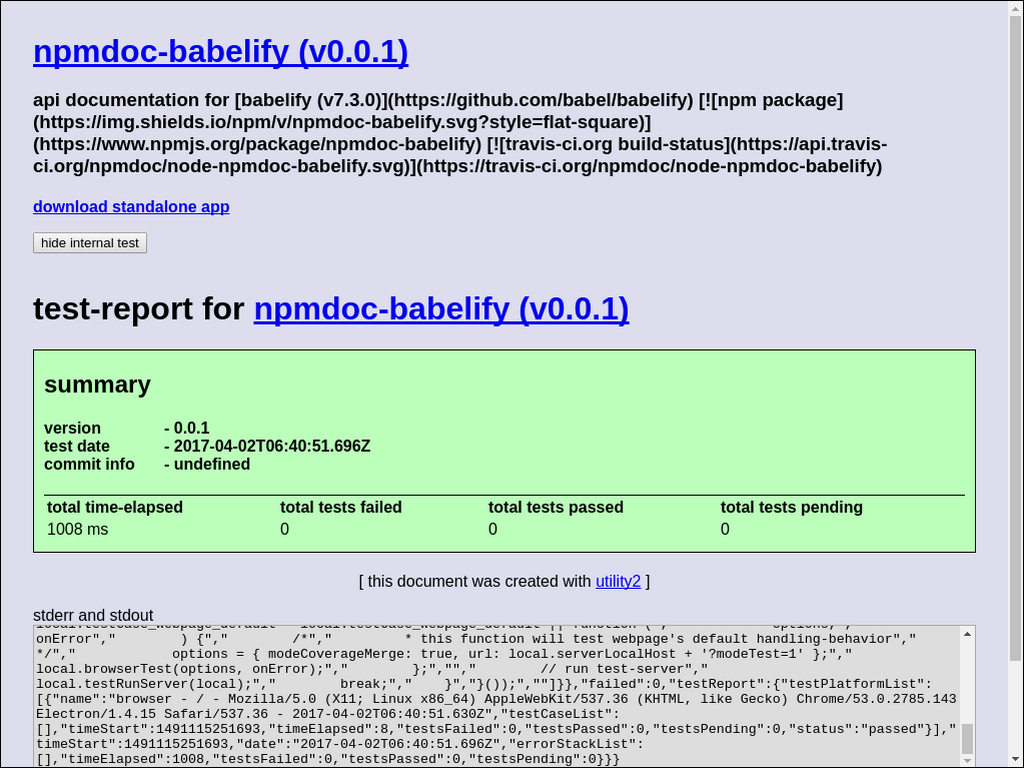 npmdoc-babelify (v0.0.1)
api documentation for [babelify (v7.3.0)](https://github.com/babel/babelify) [![npm package]
(https://img.shields.io/npm/v/npmdoc-babelify.svg?style=flat-square)]
(https://www.npmjs.org/package/npmdoc-babelify) [![travis-ci.org build-status](https://api.travis-
ci.org/npmdoc/node-npmdoc-babelify.svg)](https://travis-ci.org/npmdoc/node-npmdoc-babelify)
download standalone app
hide internal test
test-report for npmdoc-babelify (v0.0.1)
summary
version - 0.0.1
test date - 2017-04-02T06:40:51.696Z
commit info - undefined
total time-elapsed total tests failed total tests passed total tests pending
1008 ms 0 0 0
[ this document was created with utility2 ]
stderr and stdout
onError"," ) {"," /*"," * this function will test webpage's default handling-behavior","
*/"," options = { modeCoverageMerge: true, url: local.serverLocalHost + '?modeTest=1' };","
local.browserTest(options, onError);"," };",""," // run test-server","
local.testRunServer(local);"," break;"," }","}());",""]}},"failed":0,"testReport":{"testPlatformList":
[{"name":"browser - / - Mozilla/5.0 (X11; Linux x86_64) AppleWebKit/537.36 (KHTML, like Gecko) Chrome/53.0.2785.143
Electron/1.4.15 Safari/537.36 - 2017-04-02T06:40:51.630Z","testCaseList":
[],"timeStart":1491115251693,"timeElapsed":8,"testsFailed":0,"testsPassed":0,"testsPending":0,"status":"passed"}],"
timeStart":1491115251693,"date":"2017-04-02T06:40:51.696Z","errorStackList":
[],"timeElapsed":1008,"testsFailed":0,"testsPassed":0,"testsPending":0}}}